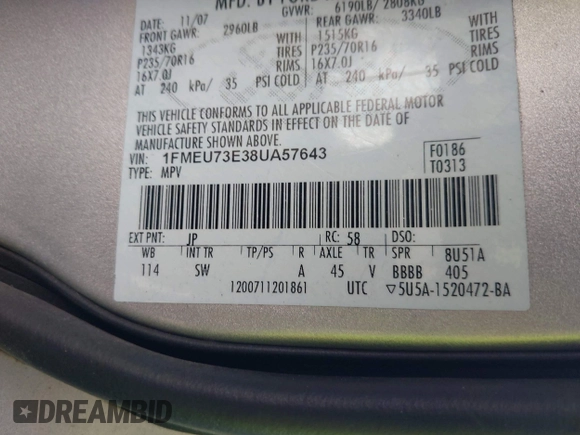 MFD. BY FORD
DATE: 11/07 GVWR: 6190LB/ 2808KG
FRONT GAWR: 2960LB REAR GAWR: 3340LB
1343KG 1515KG
P235/70R16 TIRES P235/70R16 TIRES
16X7.0J RIMS 16X7.0J RIMS
AT 240 kPa/ 35 PSI COLD AT 240 kPa/ 35 PSI COLD
THIS VEHICLE CONFORMS TO ALL APPLICABLE FEDERAL MOTOR
VEHICLE SAFETY STANDARDS IN EFFECT ON THE DATE OF
MANUFACTURE SHOWN ABOVE.
VIN: 1FMEU73E38UA57643 F0186
TYPE: MPV T0313
EXT PNT: JP RC: 58 DSO:
WB INT TR TP/PS R AXLE TR SPR 8U51A
114 SW A 45 V BBBB 405
1200711201861 UTC ▽5U5A-1520472-BA
DREAMBID